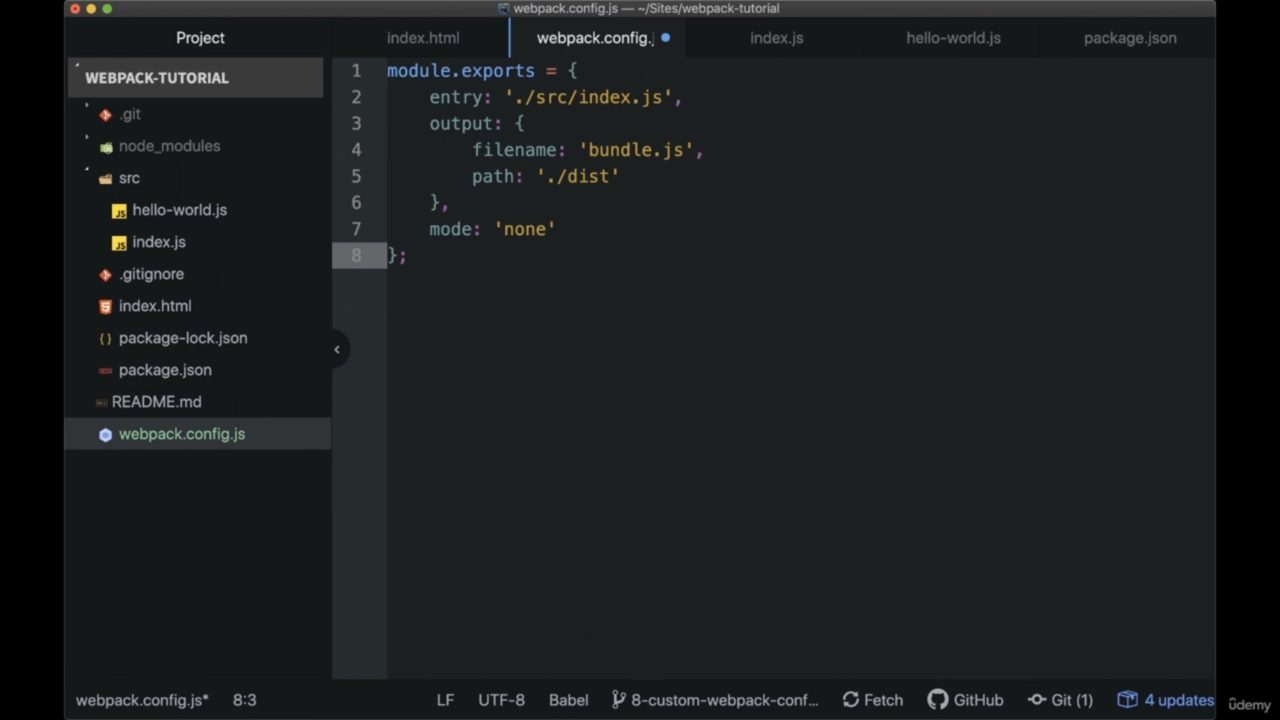 webpack.config.js — ~/Sites/webpack-tutorial
Project
index.html
webpack.config.j
index.js
hello-world.js
package.json
WEBPACK-TUTORIAL
.git
node_modules
src
hello-world.js
index.js
.gitignore
index.html
package-lock.json
package.json
README.md
webpack.config.js
1 module.exports = {
2 entry: './src/index.js',
3 output: {
4 filename: 'bundle.js',
5 path: './dist'
6 },
7 mode: 'none'
8 };
webpack.config.js* 8:3 LF UTF-8 Babel 8-custom-webpack-conf... Fetch GitHub Git (1) 4 updates
ûdemy